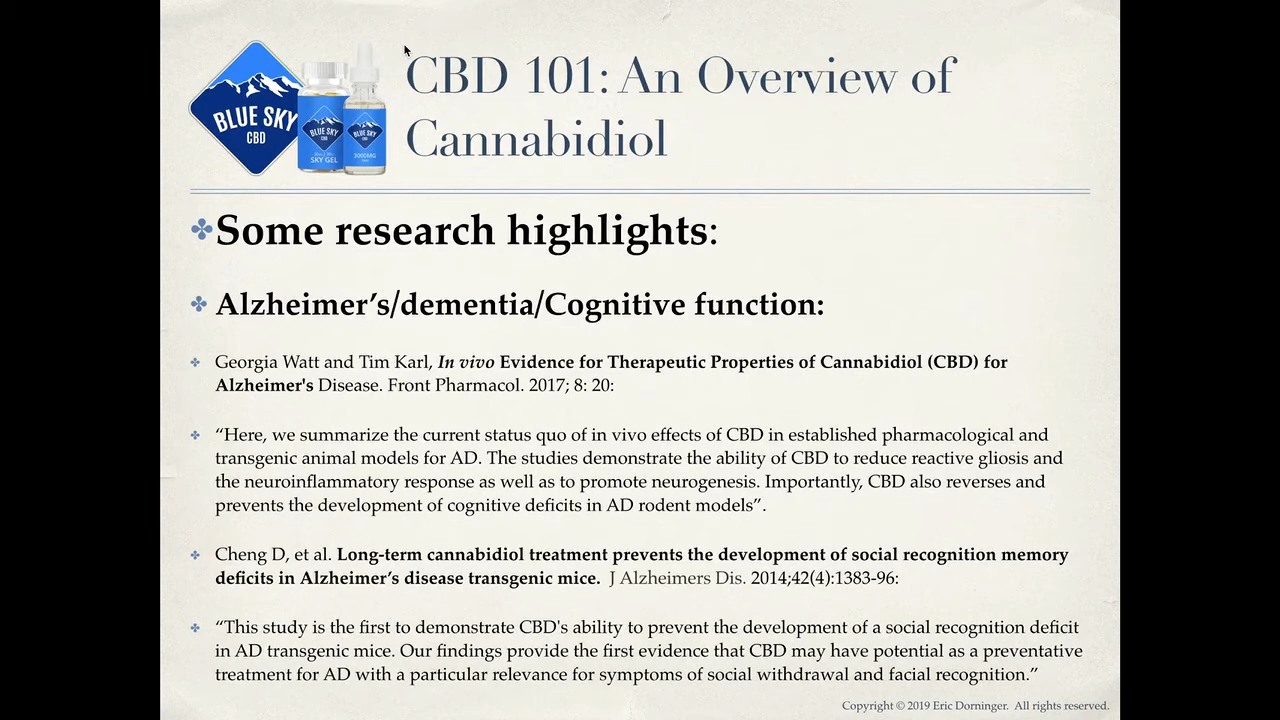 CBD 101: An Overview of
Cannabidiol
BLUE SKY
CBD
BLUE SKY
CBD
SKY GEL
BLUE SKY
CBD
3000MG
Some research highlights:
Alzheimer’s/dementia/Cognitive function:
Georgia Watt and Tim Karl, In vivo Evidence for Therapeutic Properties of Cannabidiol (CBD) for
Alzheimer's Disease. Front Pharmacol. 2017; 8: 20:
“Here, we summarize the current status quo of in vivo effects of CBD in established pharmacological and
transgenic animal models for AD. The studies demonstrate the ability of CBD to reduce reactive gliosis and
the neuroinflammatory response as well as to promote neurogenesis. Importantly, CBD also reverses and
prevents the development of cognitive deficits in AD rodent models”.
Cheng D, et al. Long-term cannabidiol treatment prevents the development of social recognition memory
deficits in Alzheimer’s disease transgenic mice. J Alzheimers Dis. 2014;42(4):1383-96:
“This study is the first to demonstrate CBD's ability to prevent the development of a social recognition deficit
in AD transgenic mice. Our findings provide the first evidence that CBD may have potential as a preventative
treatment for AD with a particular relevance for symptoms of social withdrawal and facial recognition.”
Copyright © 2019 Eric Dorninger. All rights reserved.